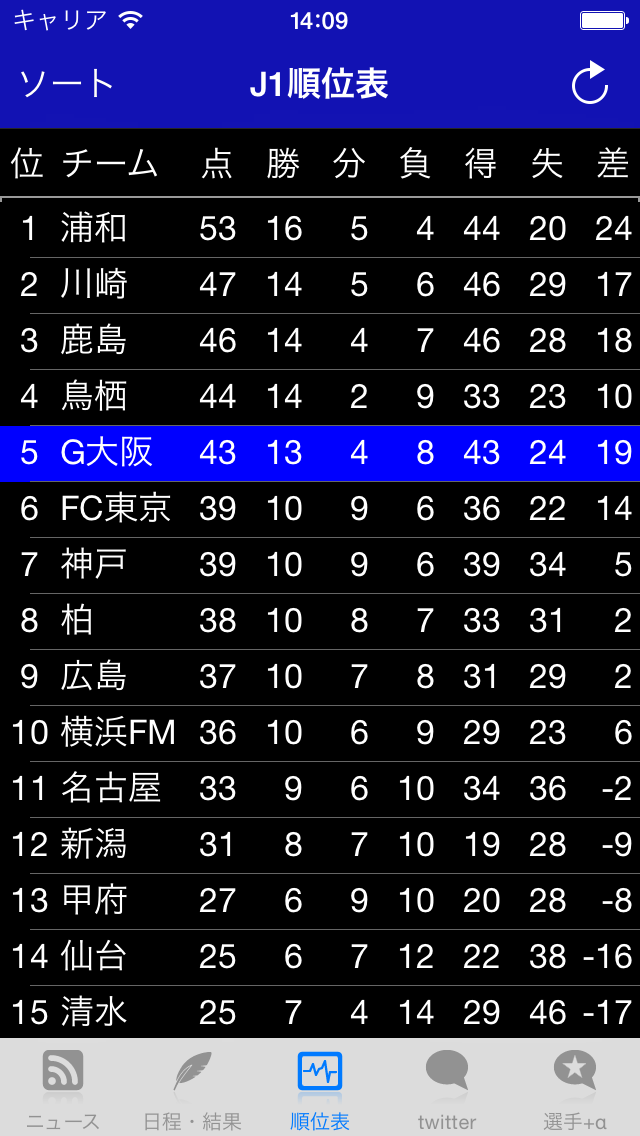 キャリア 14:09
ソート J1順位表
位 チーム 点 勝 分 負 得 失 差
1 浦和 53 16 5 4 44 20 24
2 川崎 47 14 5 6 46 29 17
3 鹿島 46 14 4 7 46 28 18
4 鳥栖 44 14 2 9 33 23 10
5 G大阪 43 13 4 8 43 24 19
6 FC東京 39 10 9 6 36 22 14
7 神戸 39 10 9 6 39 34 5
8 柏 38 10 8 7 33 31 2
9 広島 37 10 7 8 31 29 2
10 横浜FM 36 10 6 9 29 23 6
11 名古屋 33 9 6 10 34 36 -2
12 新潟 31 8 7 10 19 28 -9
13 甲府 27 6 9 10 20 28 -8
14 仙台 25 6 7 12 22 38 -16
15 清水 25 7 4 14 29 46 -17
ニュース 日程・結果 順位表 twitter 選手+α